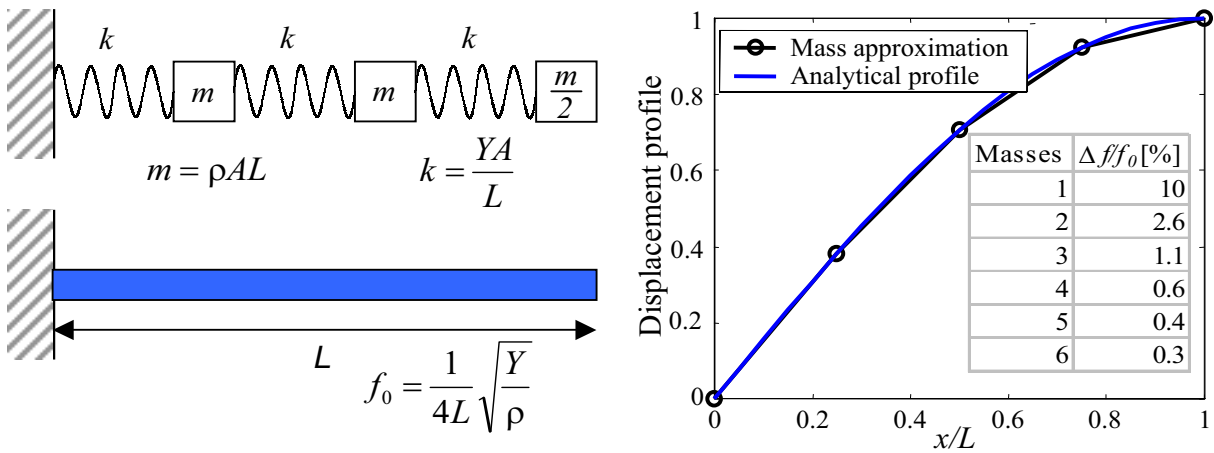 k k k
m m m/2
m = ρAL k = YA/L
L
f₀ = 1/4L √Y/ρ
Displacement profile
1
0.8
0.6
0.4
0.2
0
Mass approximation
Analytical profile
Masses Δf/f₀[%]
1 10
2 2.6
3 1.1
4 0.6
5 0.4
6 0.3
0 0.2 0.4 0.6 0.8 1
x/L